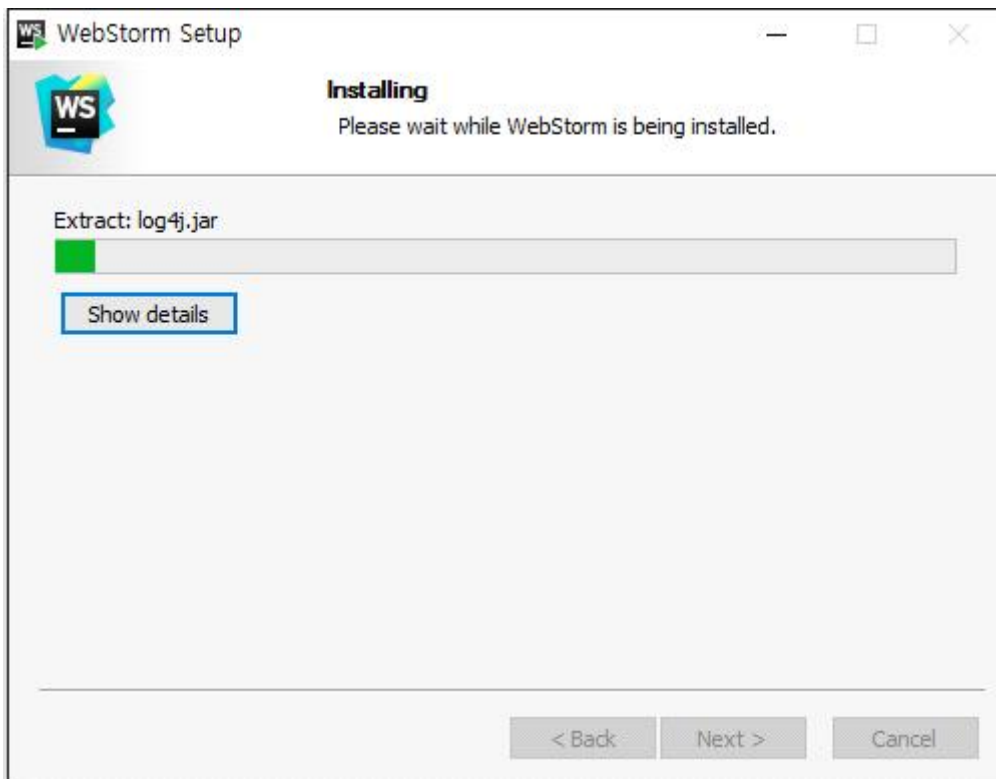 WS WebStorm Setup
WS
Installing
Please wait while WebStorm is being installed.
Extract: log4j.jar
Show details
< Back Next > Cancel